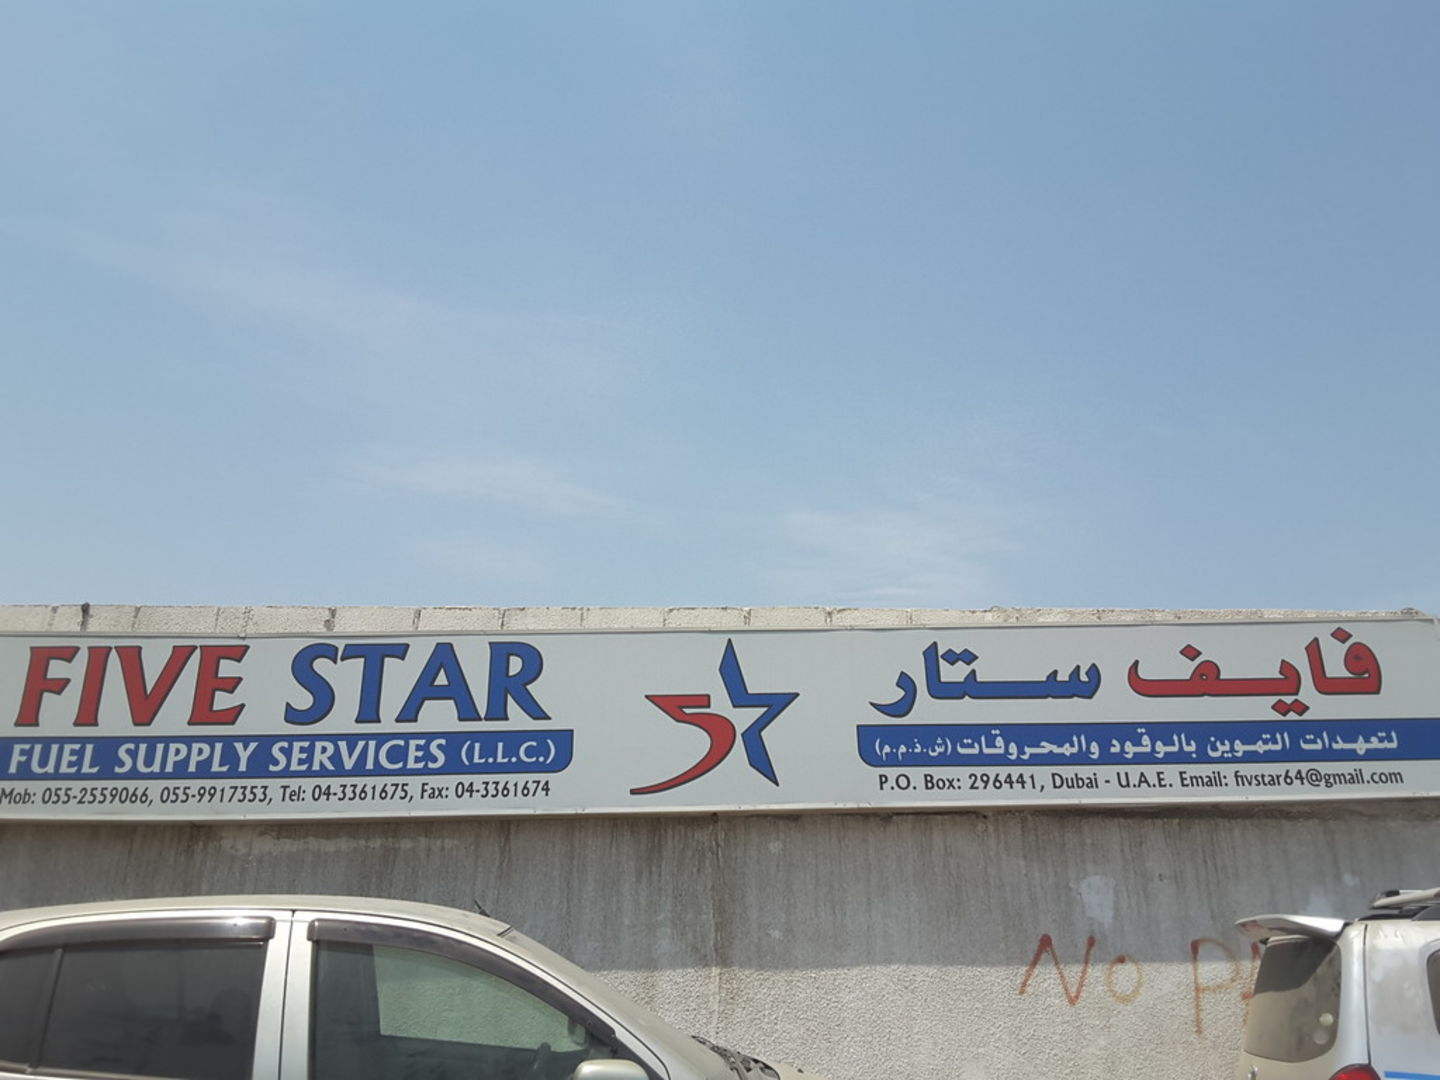 FIVE STAR
FUEL SUPPLY SERVICES (L.L.C.)
Mob: 055-2559066, 055-9917353, Tel: 04-3361675, Fax: 04-3361674
5
فايف ستار
لتعهدات التموين بالوقود والمحروقات (ش.ذ.م.م)
P.O. Box: 296441, Dubai - U.A.E. Email: fivstar64@gmail.com
No